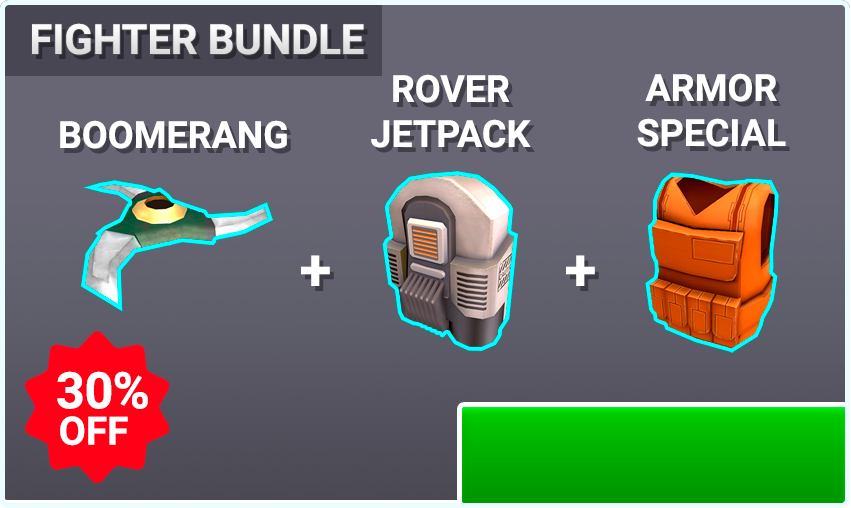 FIGHTER BUNDLE
BOOMERANG
ROVER
JETPACK
ARMOR
SPECIAL
+
+
30%
OFF